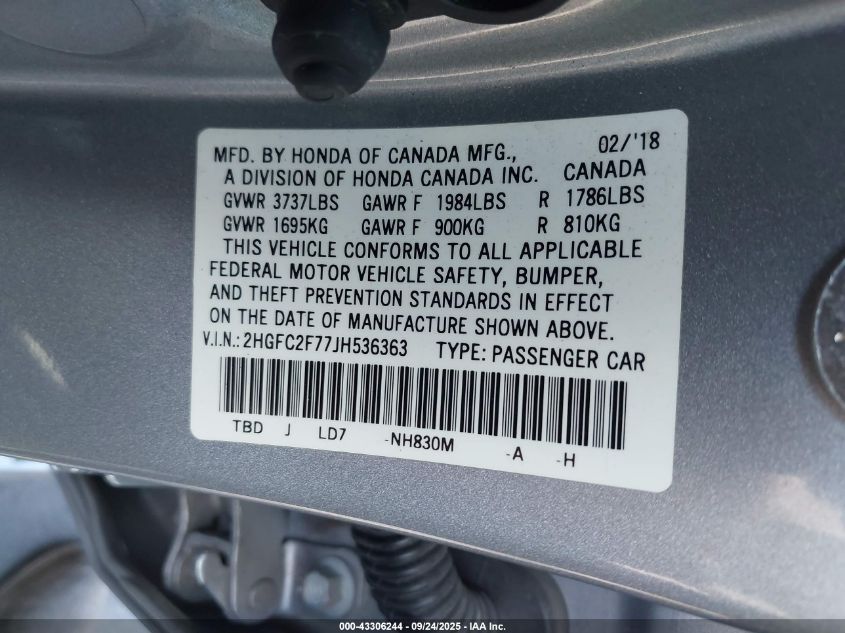 02/'18
MFD. BY HONDA OF CANADA MFG.,
A DIVISION OF HONDA CANADA INC. CANADA
GVWR 3737LBS GAWR F 1984LBS R 1786LBS
GVWR 1695KG GAWR F 900KG R 810KG
THIS VEHICLE CONFORMS TO ALL APPLICABLE
FEDERAL MOTOR VEHICLE SAFETY, BUMPER,
AND THEFT PREVENTION STANDARDS IN EFFECT
ON THE DATE OF MANUFACTURE SHOWN ABOVE.
V.I.N.: 2HGFC2F77JH536363 TYPE: PASSENGER CAR
TBD J LD7 -NH830M -A -H
000-43306244 - 09/24/2025 - IAA Inc.